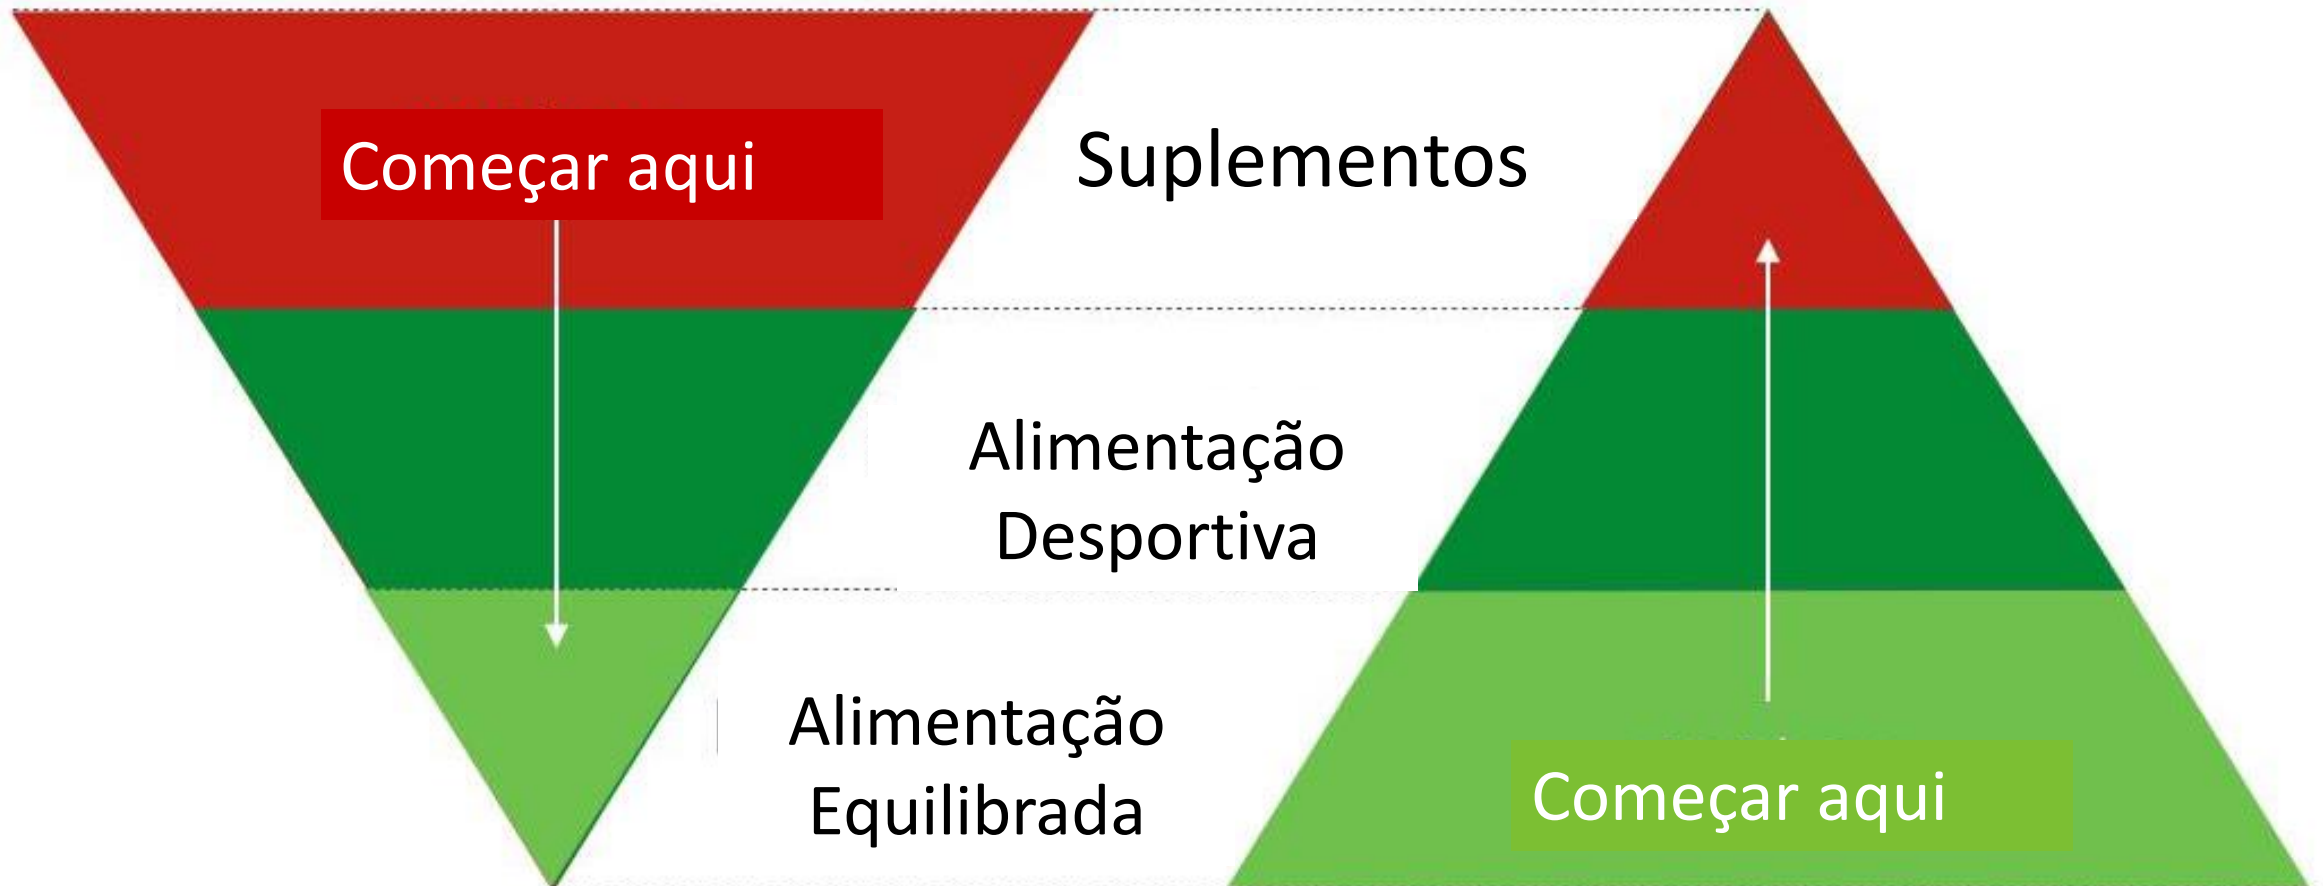 Começar aqui
Suplementos
Alimentação
Desportiva
Alimentação
Equilibrada
Começar aqui